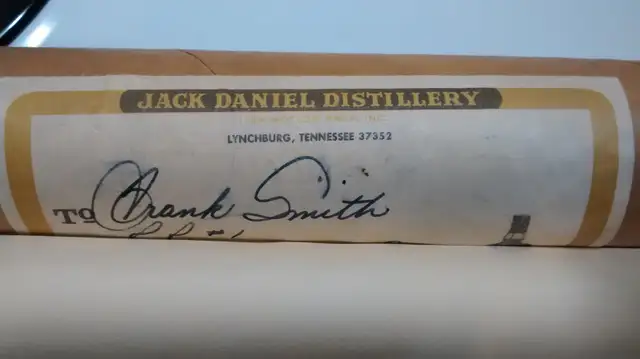 JACK DANIEL DISTILLERY
LYNCHBURG, TENNESSEE 37352
TO Frank Smith